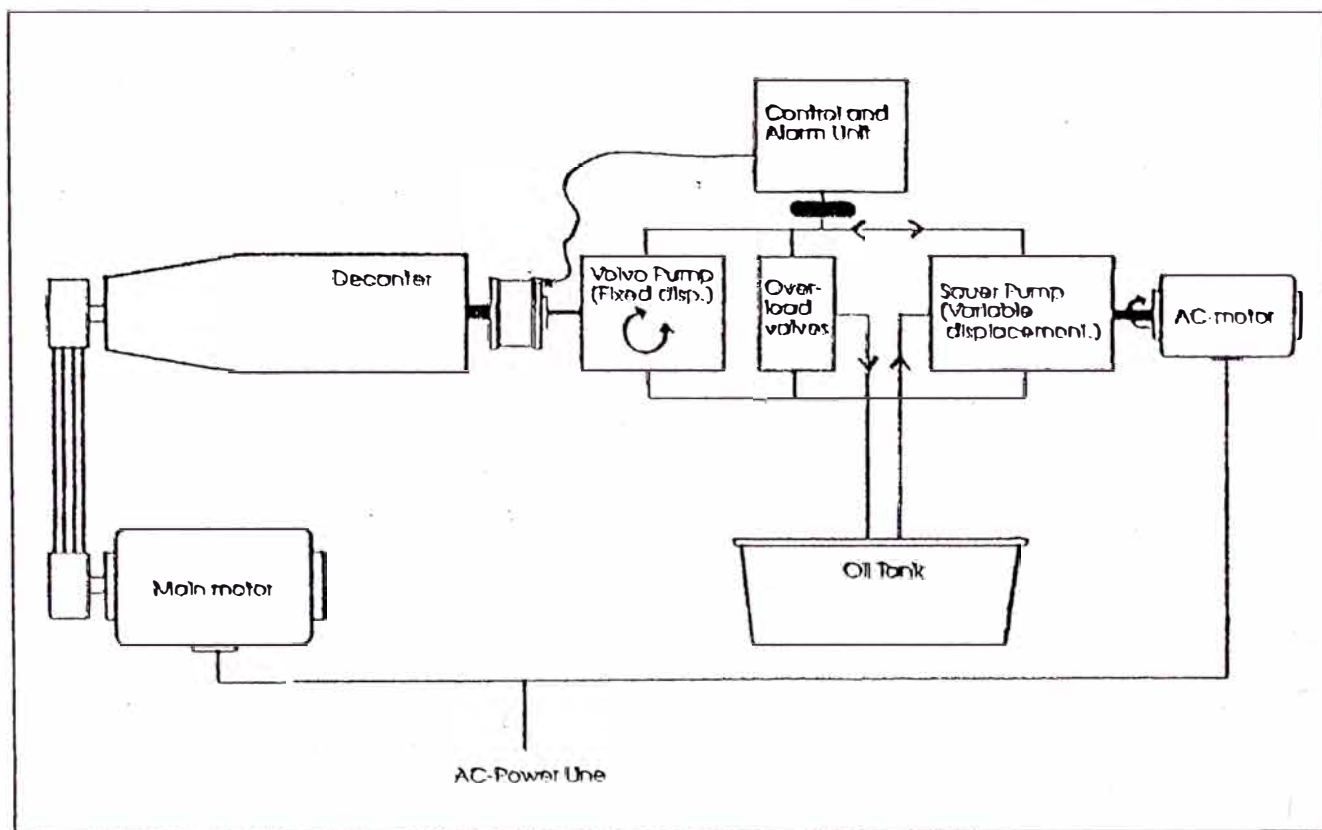 Control and
Alarm Unit
Decanter
Volvo Pump
(Fixed disp.)
Over-
load
valves
Sauer Pump
(Variable
displacement.)
AC-motor
Main motor
Oil Tank
AC-Power Line